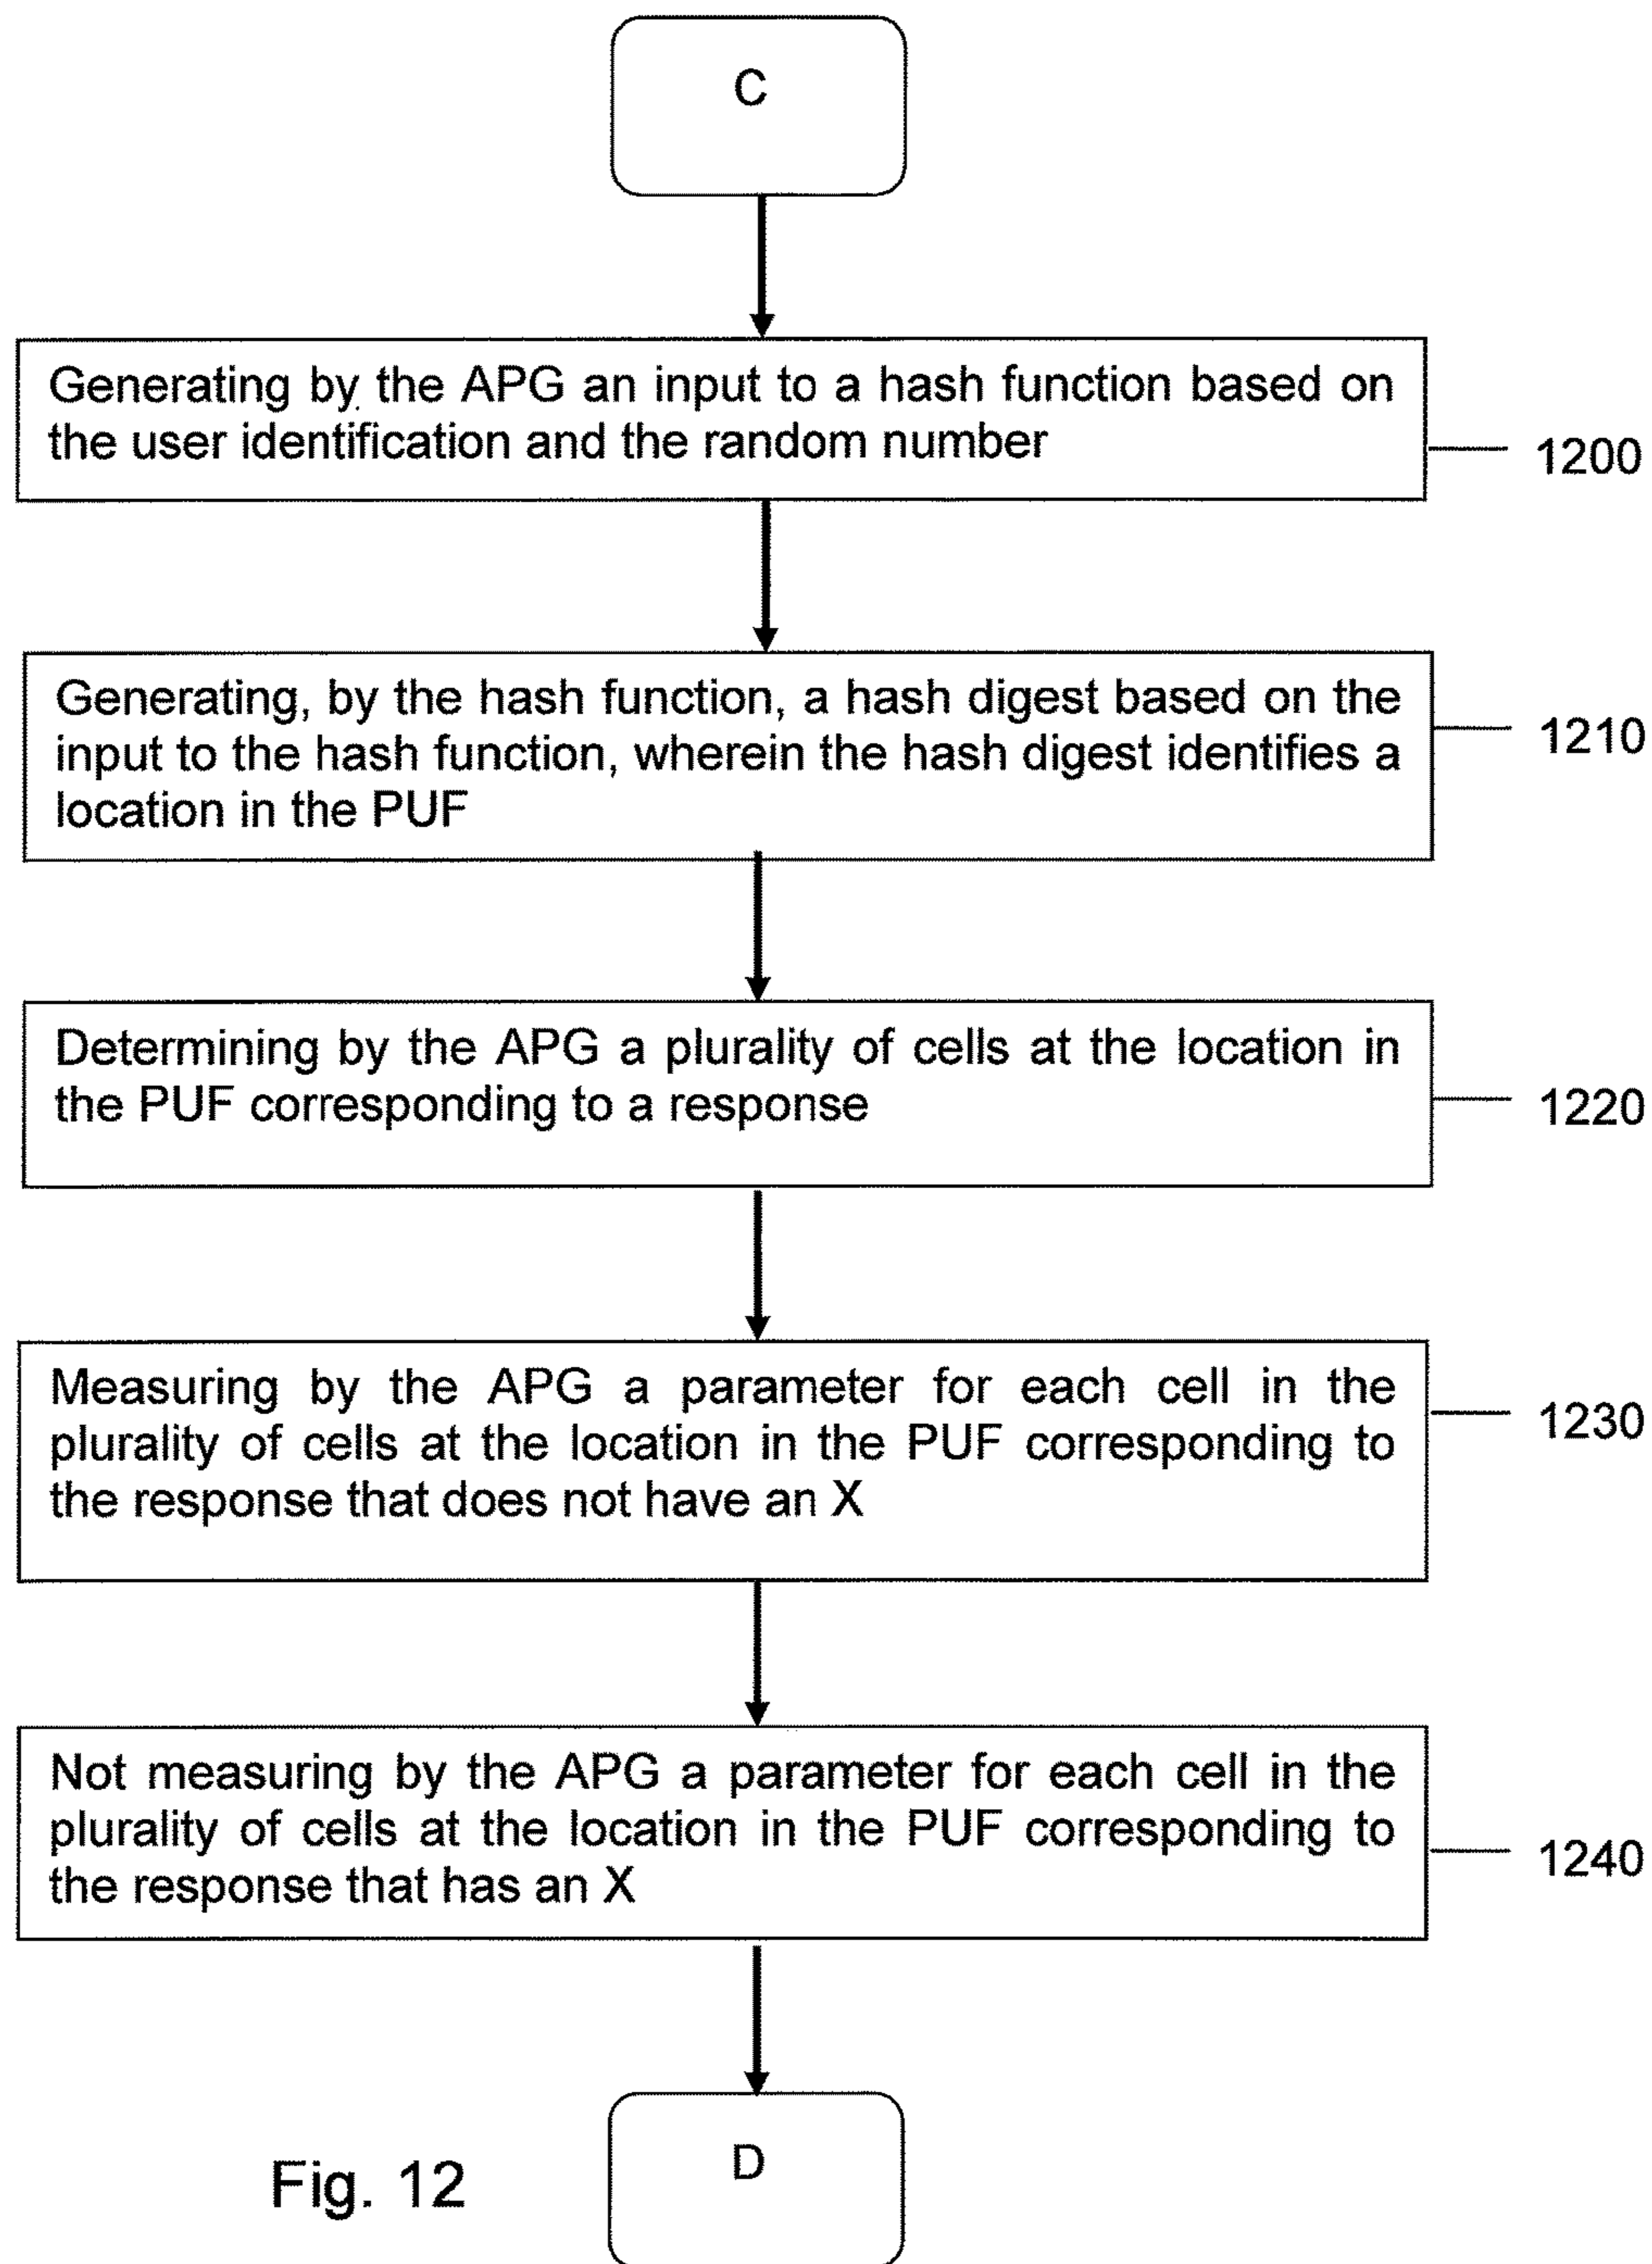 C
Generating by the APG an input to a hash function based on
the user identification and the random number
1200
Generating, by the hash function, a hash digest based on the
input to the hash function, wherein the hash digest identifies a
location in the PUF
1210
Determining by the APG a plurality of cells at the location in
the PUF corresponding to a response
1220
Measuring by the APG a parameter for each cell in the
plurality of cells at the location in the PUF corresponding to
the response that does not have an X
1230
Not measuring by the APG a parameter for each cell in the
plurality of cells at the location in the PUF corresponding to
the response that has an X
1240
D
Fig. 12